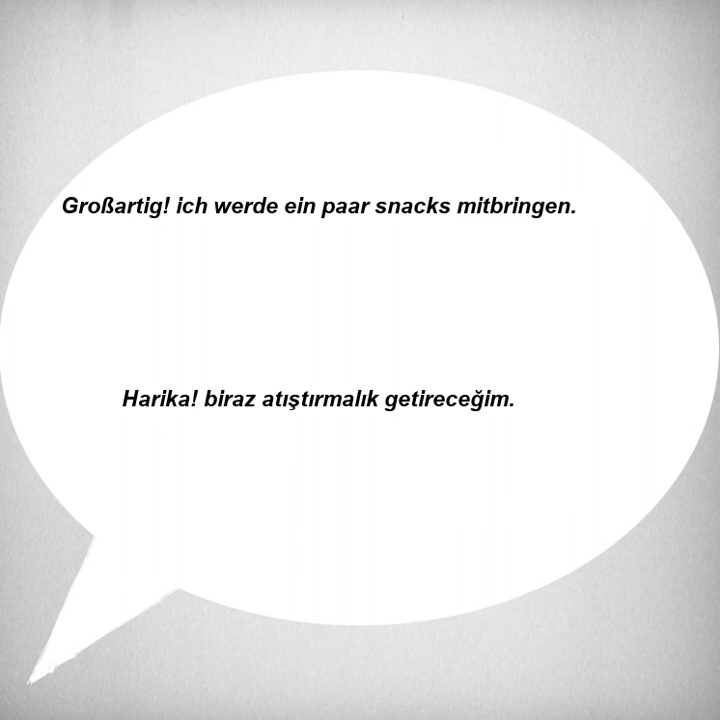 Großartig! ich werde ein paar snacks mitbringen.
Harika! biraz atıştırmalık getireceğim.